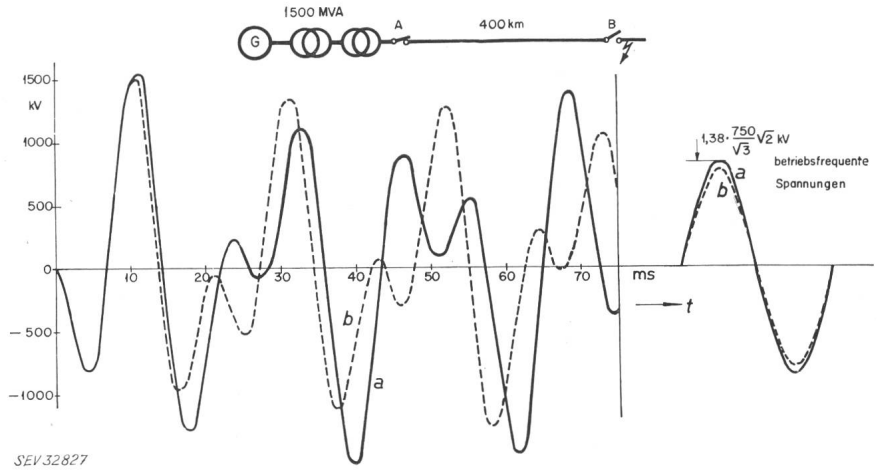 1500 MVA
G
A
400 km
B
1500
kV
1000
500
0
-500
-1000
10
20
30
40
50
60
70
ms
t
b
a
1,38 · 750/√3 √2 kV
a
b
betriebsfrequente
Spannungen
SEV 32827